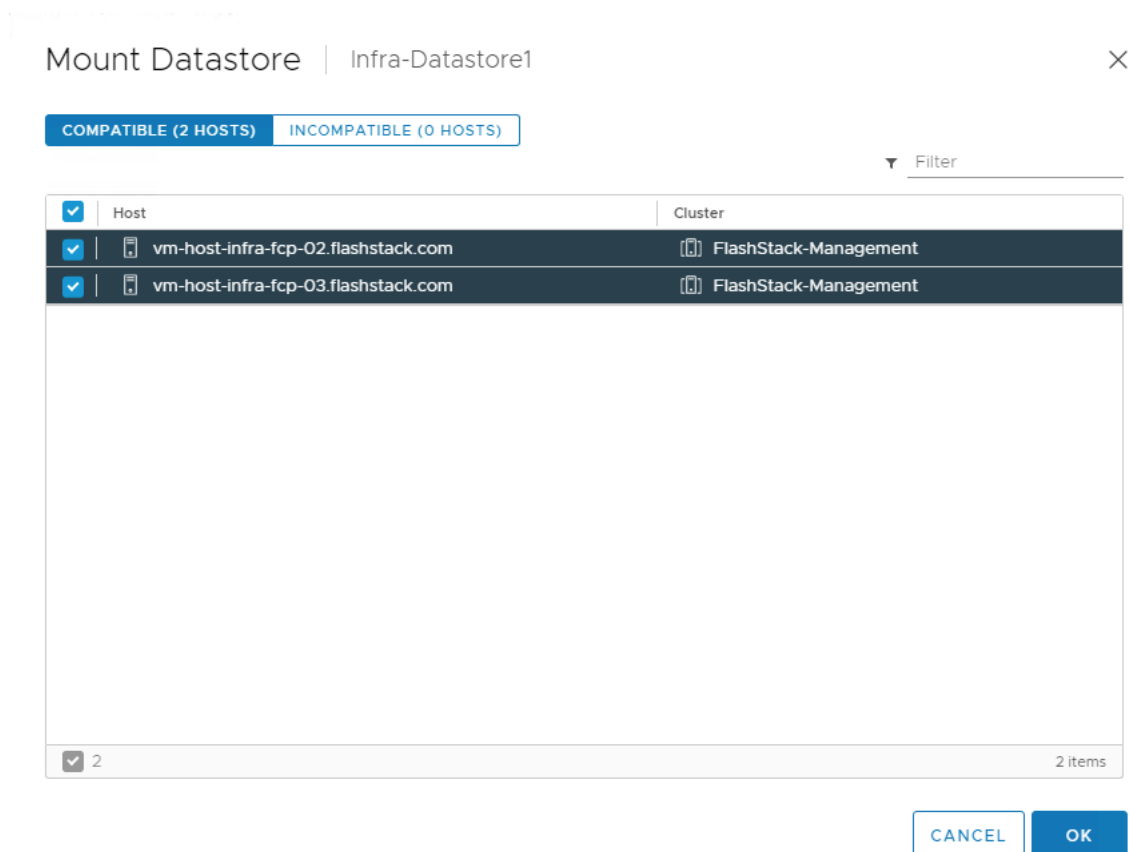 Mount Datastore Infra-Datastore1
COMPATIBLE (2 HOSTS) INCOMPATIBLE (0 HOSTS)
Filter
Host Cluster
vm-host-infra-fcp-02.flashstack.com FlashStack-Management
vm-host-infra-fcp-03.flashstack.com FlashStack-Management
2 2 items
CANCEL OK